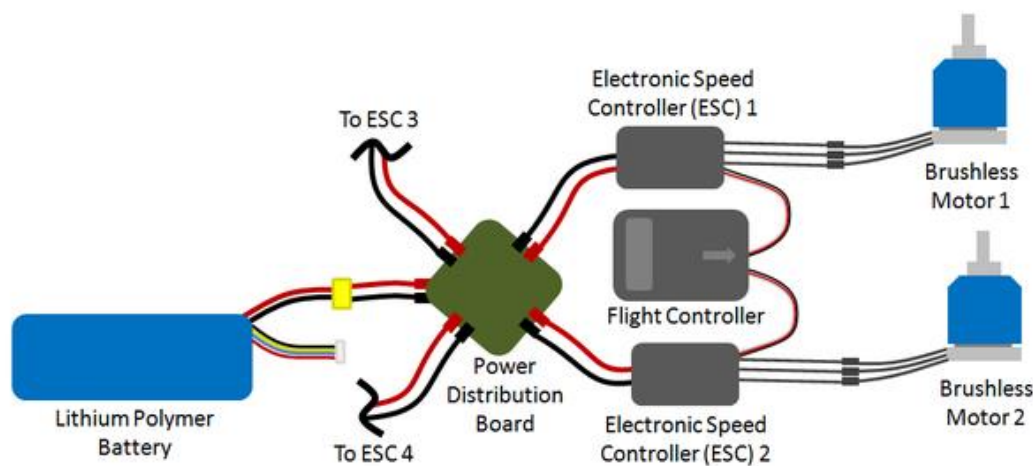 Electronic Speed
Controller (ESC) 1
To ESC 3
Brushless
Motor 1
Flight Controller
Power
Distribution
Board
Lithium Polymer
Battery
To ESC 4
Electronic Speed
Controller (ESC) 2
Brushless
Motor 2